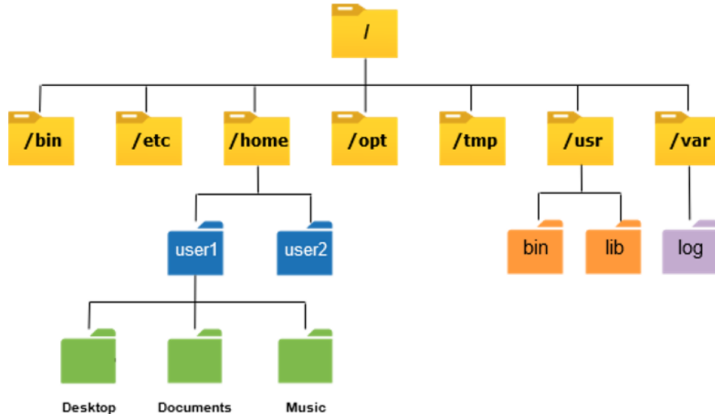 /
/bin
/etc
/home
/opt
/tmp
/usr
/var
user1
user2
bin
lib
log
Desktop
Documents
Music